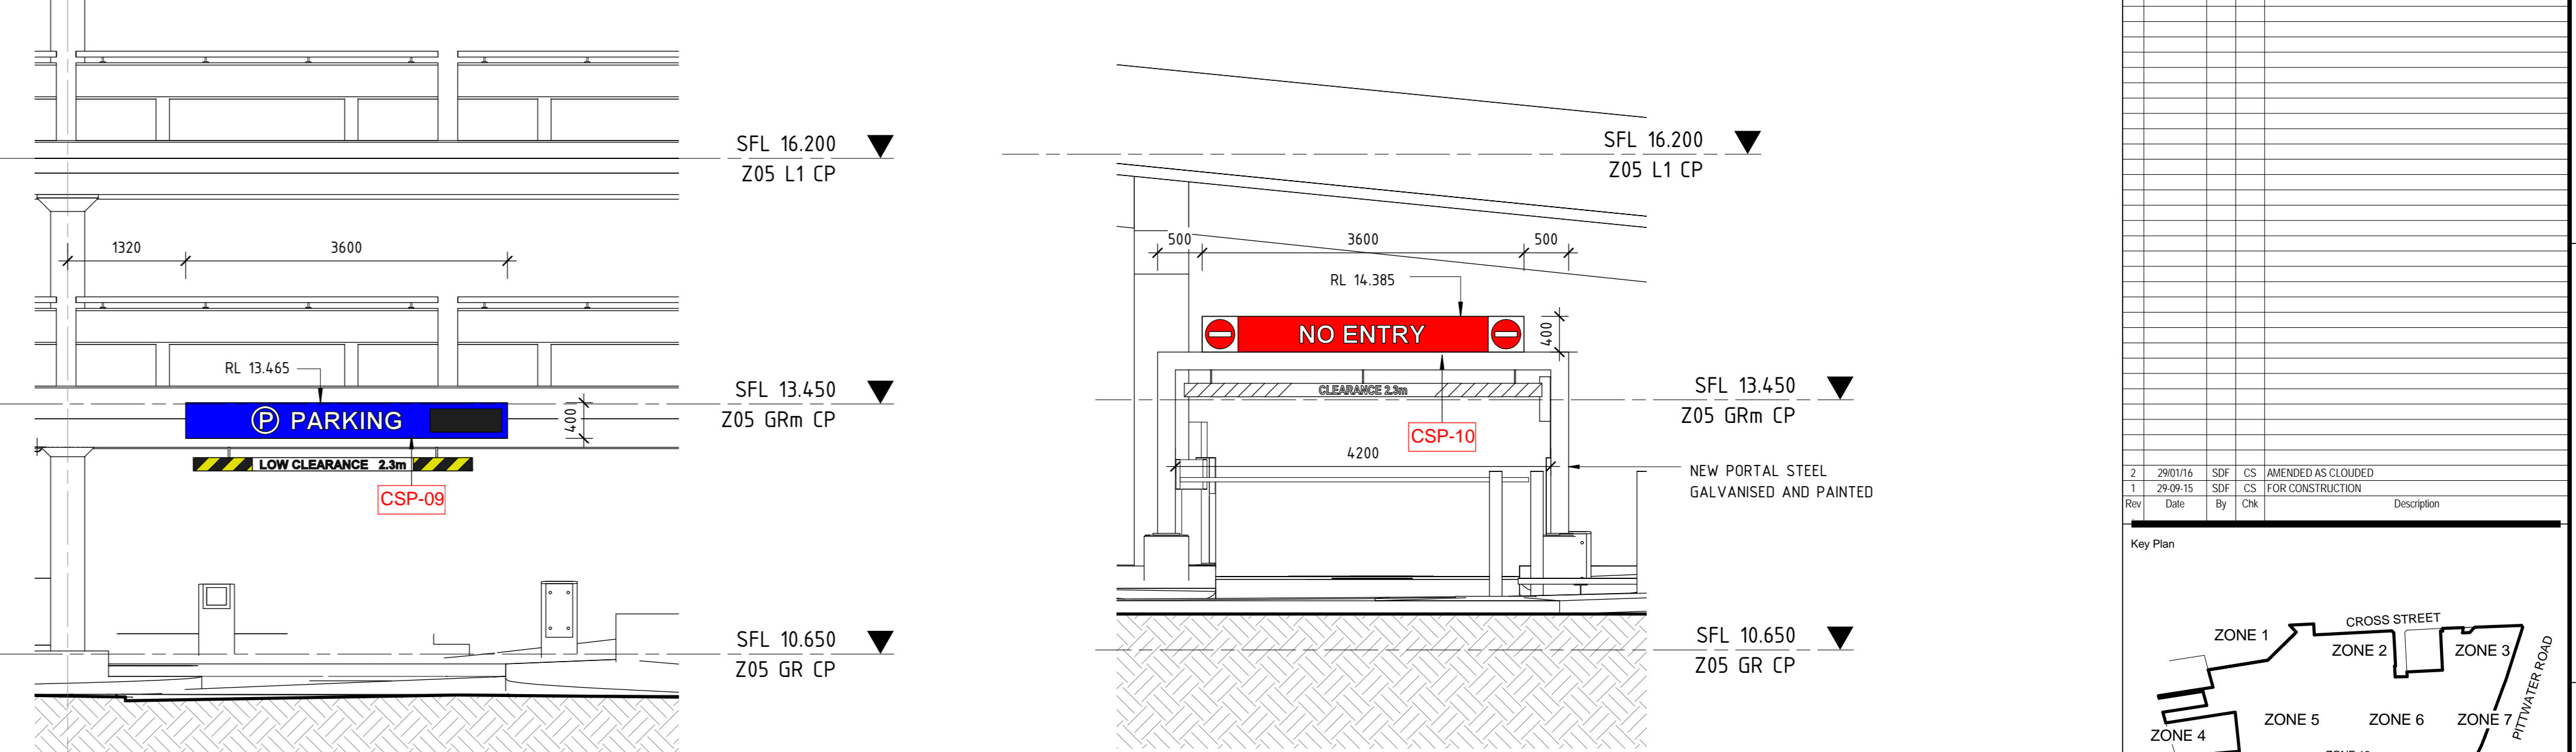 SFL 16.200
Z05 L1 CP
1320
3600
RL 13.465
SFL 13.450
Z05 GRm CP
P PARKING
400
LOW CLEARANCE 2.3m
CSP-09
SFL 10.650
Z05 GR CP
SFL 16.200
Z05 L1 CP
500
3600
500
RL 14.385
NO ENTRY
400
CLEARANCE 2.3m
SFL 13.450
Z05 GRm CP
CSP-10
4200
NEW PORTAL STEEL
GALVANISED AND PAINTED
SFL 10.650
Z05 GR CP
2 29/01/16 SDF CS AMENDED AS CLOUDED
1 29-09-15 SDF CS FOR CONSTRUCTION
Rev Date By Chk Description
Key Plan
CROSS STREET
ZONE 1
ZONE 2
ZONE 3
PITTWATER ROAD
ZONE 5
ZONE 6
ZONE 7
ZONE 4